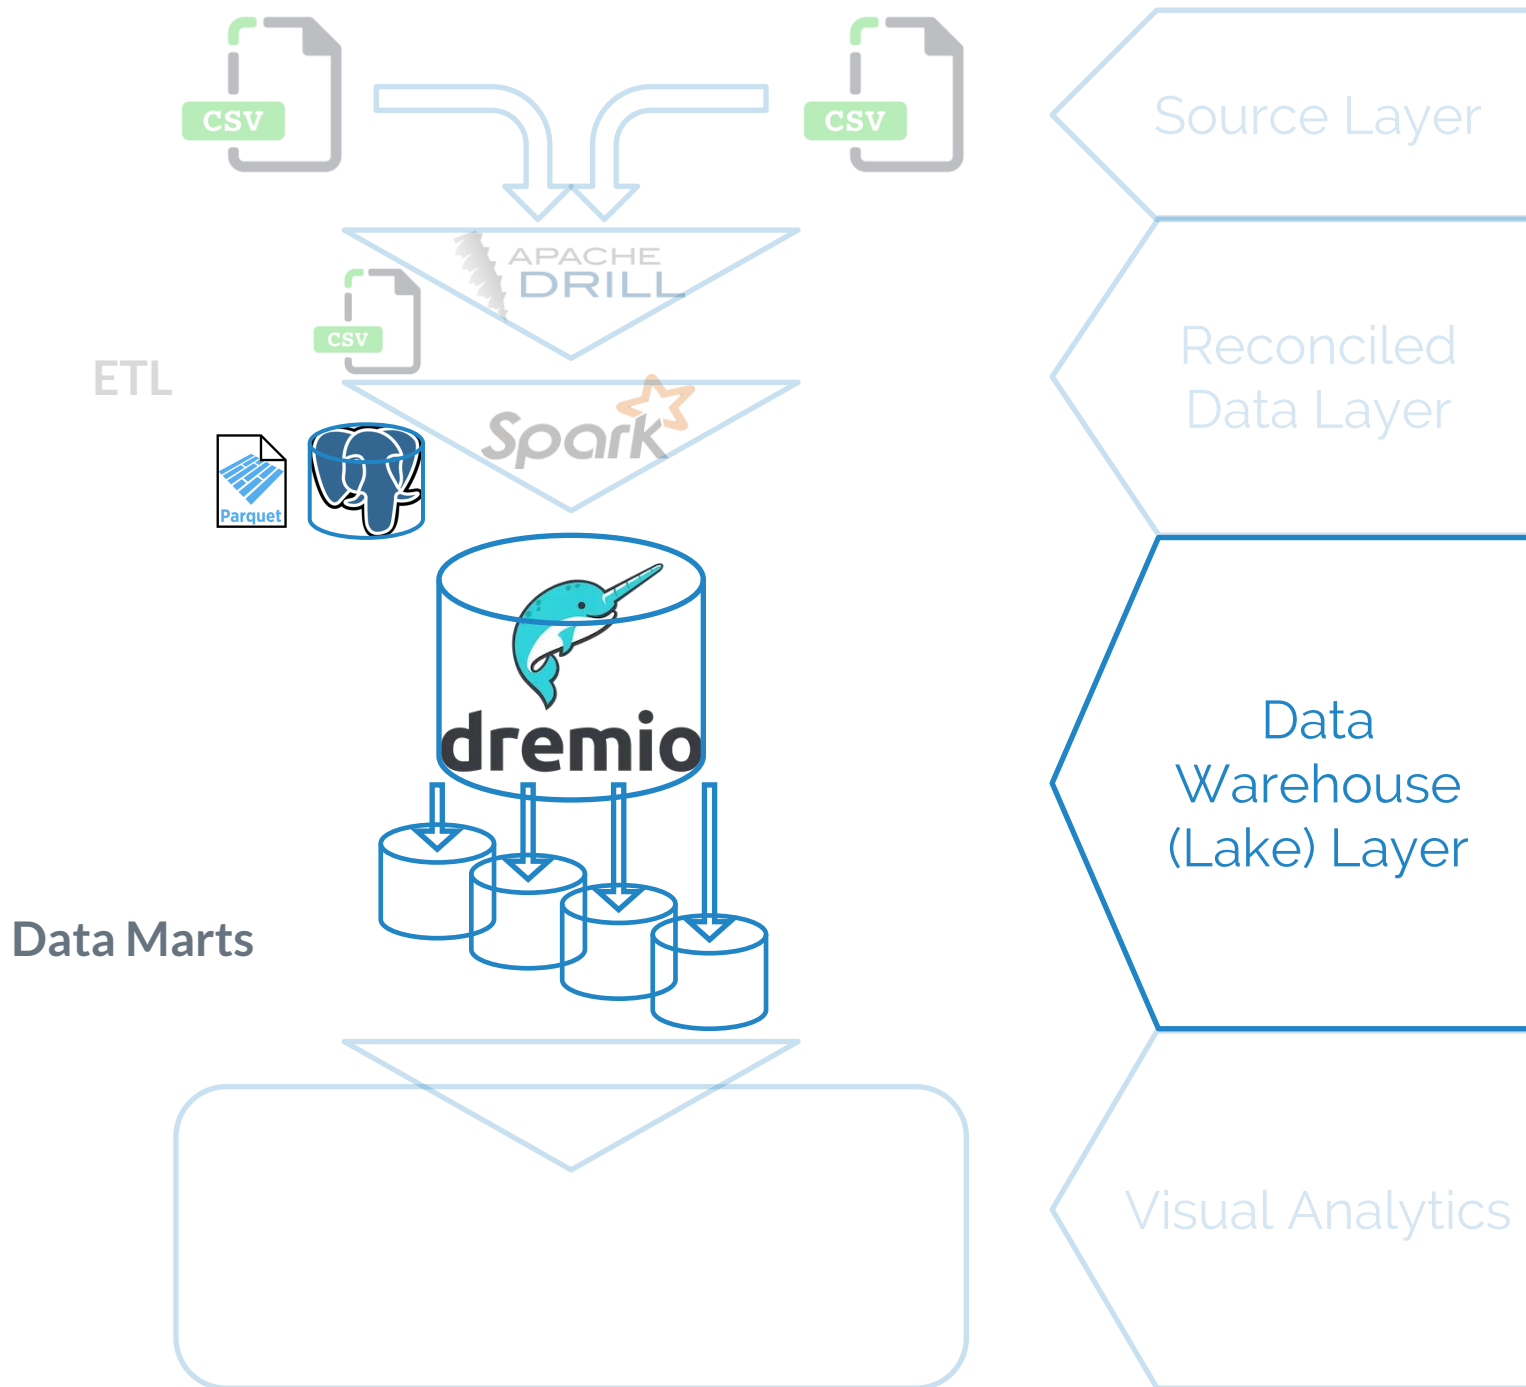 CSV
CSV
Source Layer
APACHE
DRILL
CSV
ETL
Reconciled
Data Layer
Spark
Parquet
dremio
Data
Warehouse
(Lake) Layer
Data Marts
Visual Analytics